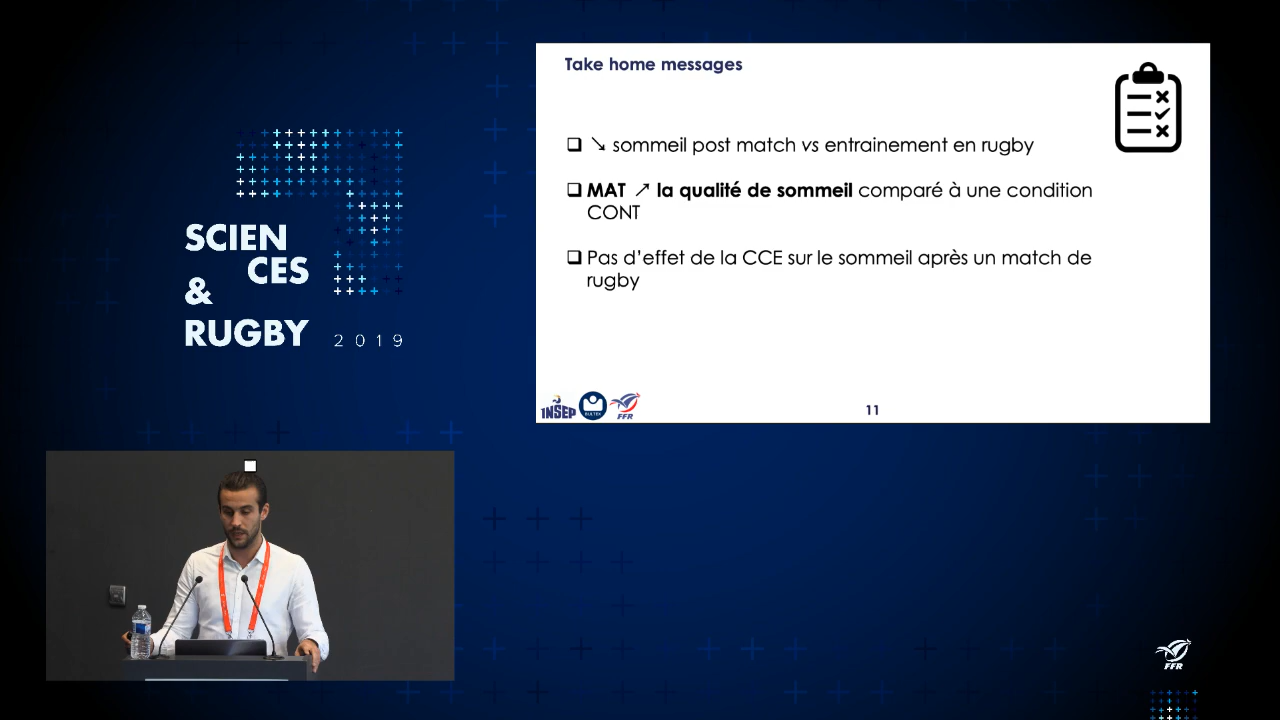 SCIEN
CES
&
RUGBY 2019
Take home messages
❑ ↘ sommeil post match vs entrainement en rugby
❑ MAT ↗ la qualité de sommeil comparé à une condition
CONT
❑ Pas d’effet de la CCE sur le sommeil après un match de
rugby
INSEP
BULTEX
FFR
11
FFR